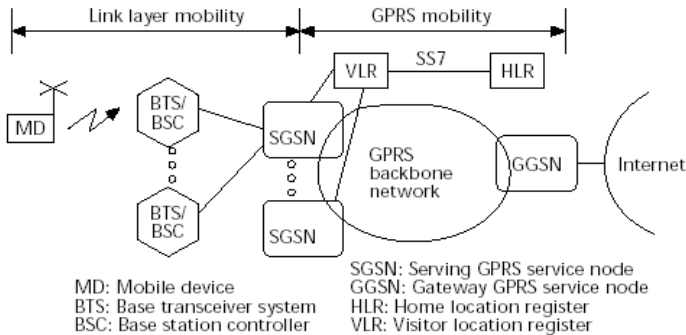 Link layer mobility
GPRS mobility
VLR
SS7
HLR
MD
BTS/
BSC
SGSN
GPRS
backbone
network
GGSN
Internet
BTS/
BSC
SGSN
MD: Mobile device
BTS: Base transceiver system
BSC: Base station controller
SGSN: Serving GPRS service node
GGSN: Gateway GPRS service node
HLR: Home location register
VLR: Visitor location register